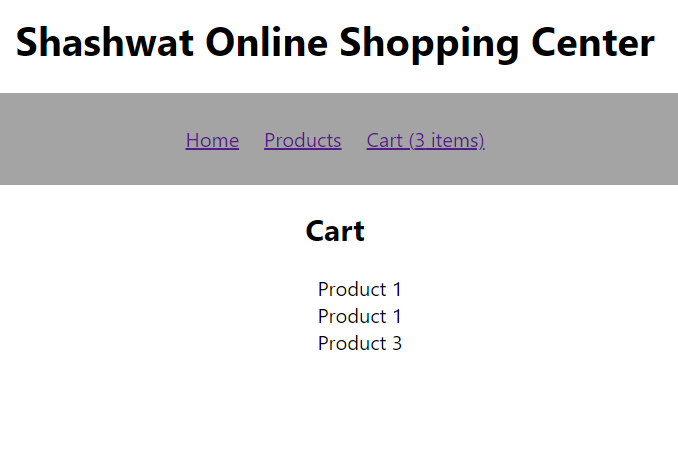 Shashwat Online Shopping Center
Home Products Cart (3 items)
Cart
Product 1
Product 1
Product 3